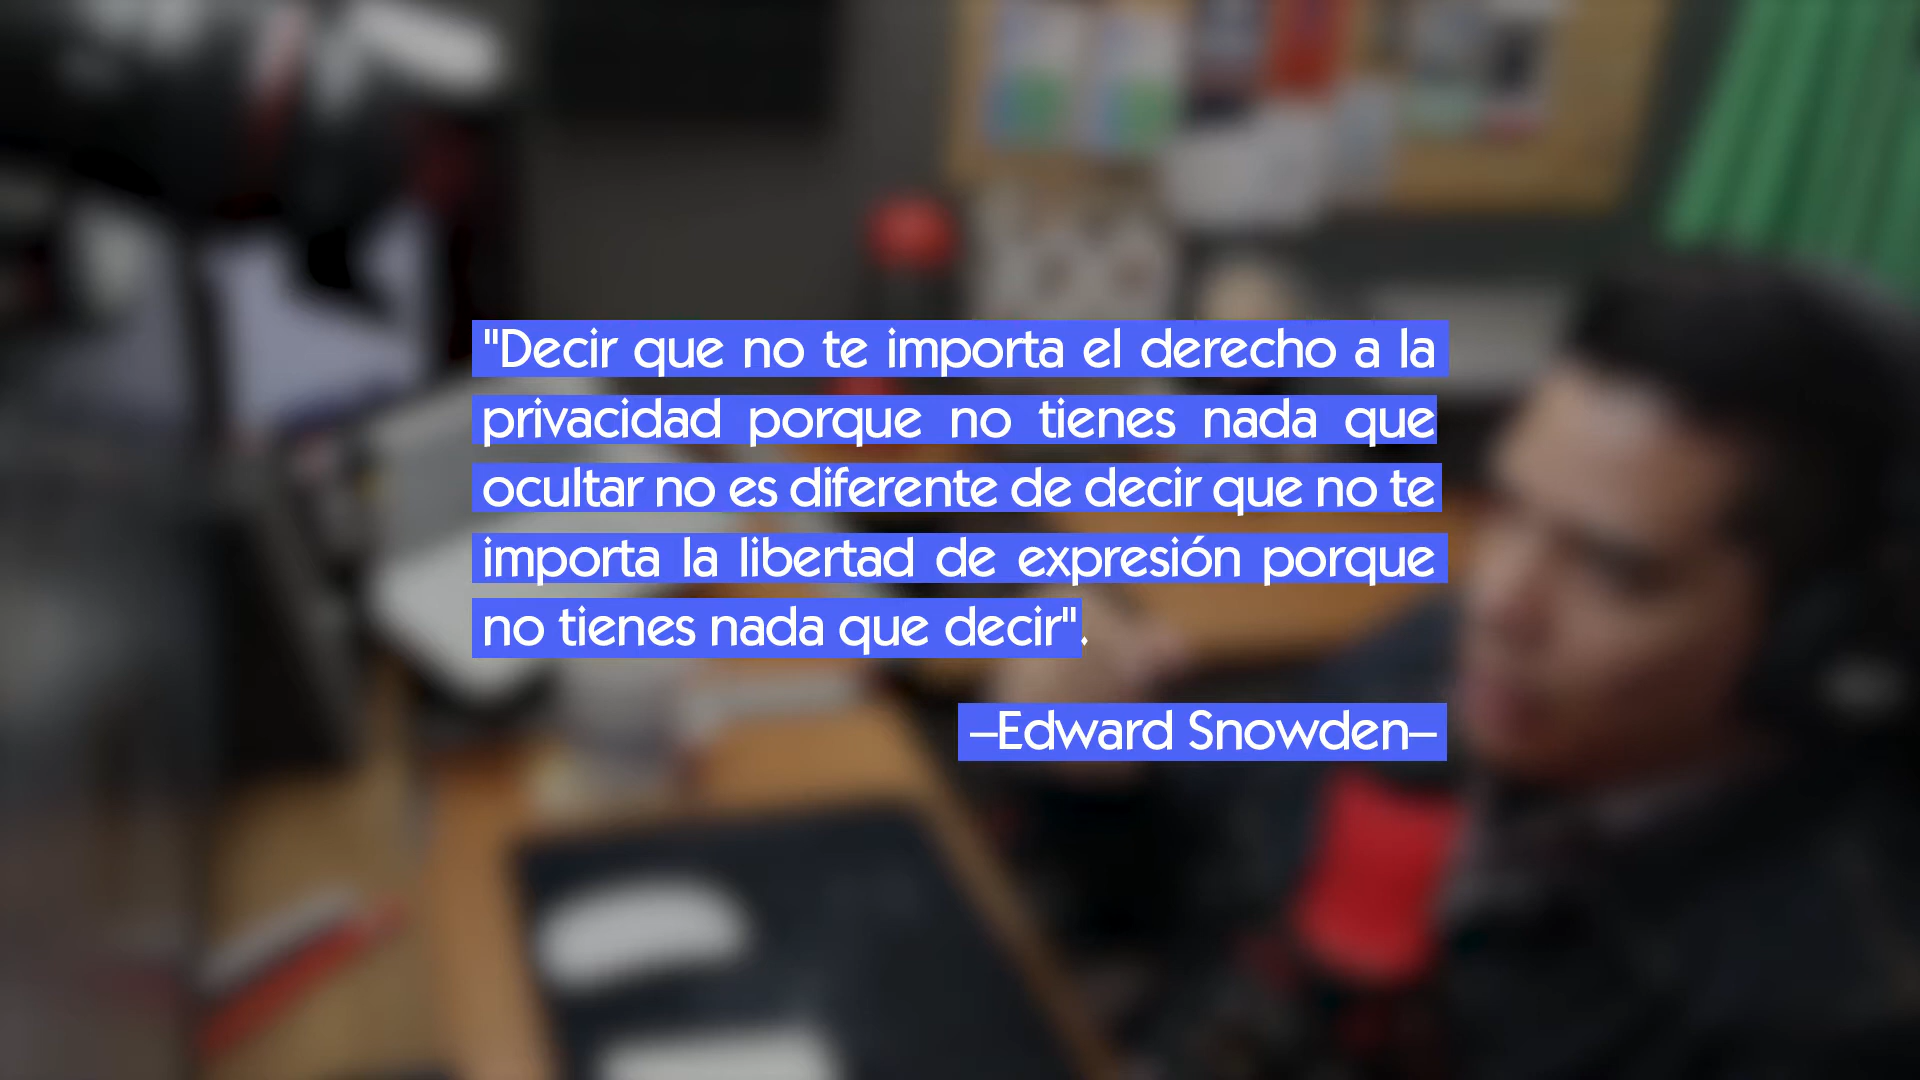 "Decir que no te importa el derecho a la
privacidad porque no tienes nada que
ocultar no es diferente de decir que no te
importa la libertad de expresión porque
no tienes nada que decir".
–Edward Snowden–